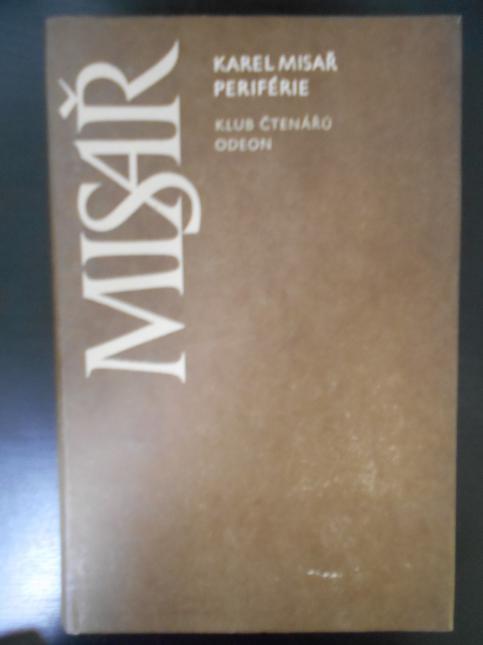 MISAŘ
KAREL MISAŘ
PERIFÉRIE
KLUB ČTENÁŘŮ
ODEON